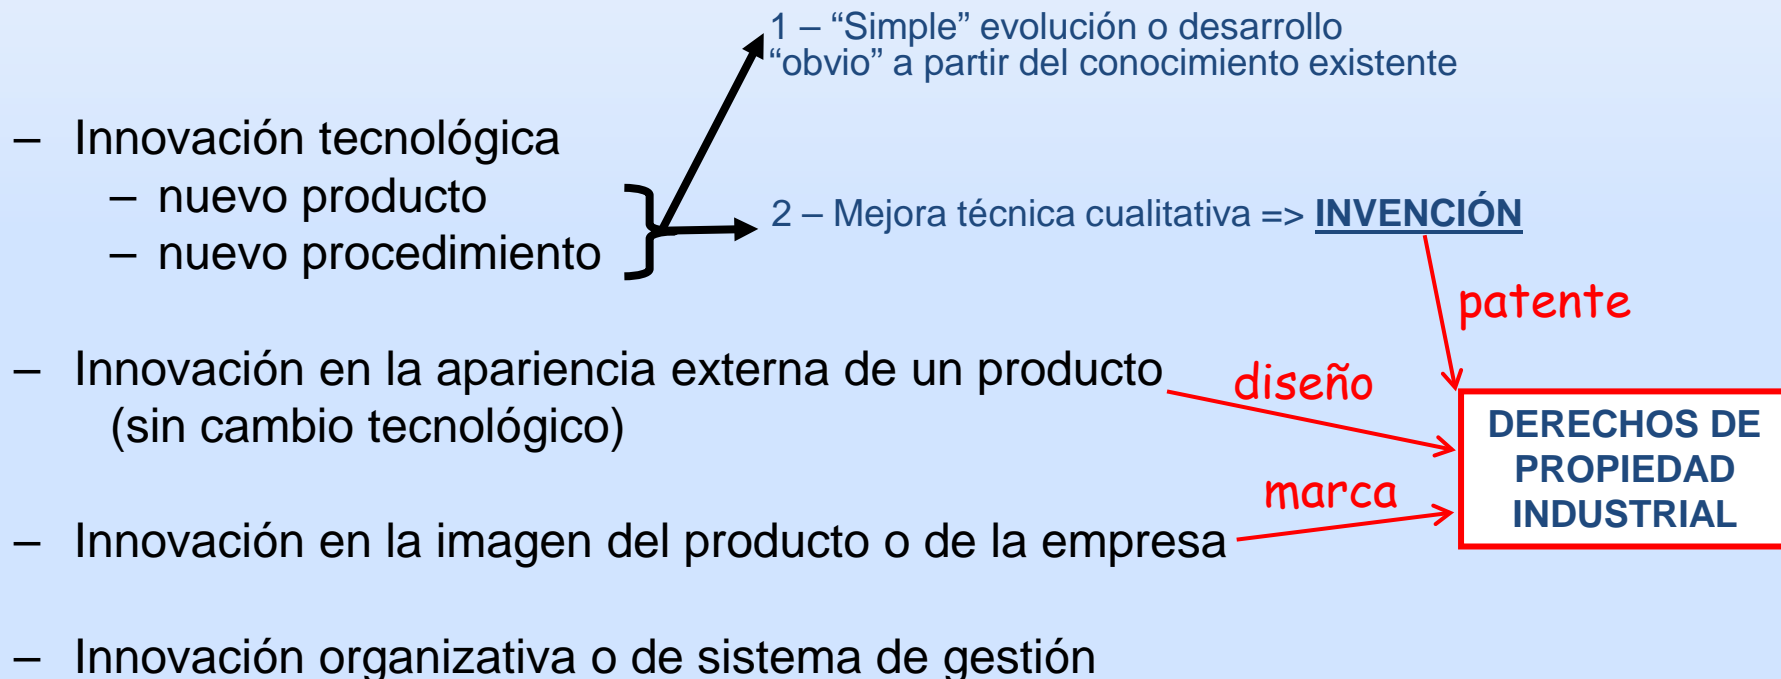 1 – “Simple” evolución o desarrollo
“obvio” a partir del conocimiento existente
– Innovación tecnológica
– nuevo producto
– nuevo procedimiento
2 – Mejora técnica cualitativa => INVENCIÓN
patente
– Innovación en la apariencia externa de un producto
(sin cambio tecnológico)
diseño
DERECHOS DE
PROPIEDAD
INDUSTRIAL
marca
– Innovación en la imagen del producto o de la empresa
– Innovación organizativa o de sistema de gestión